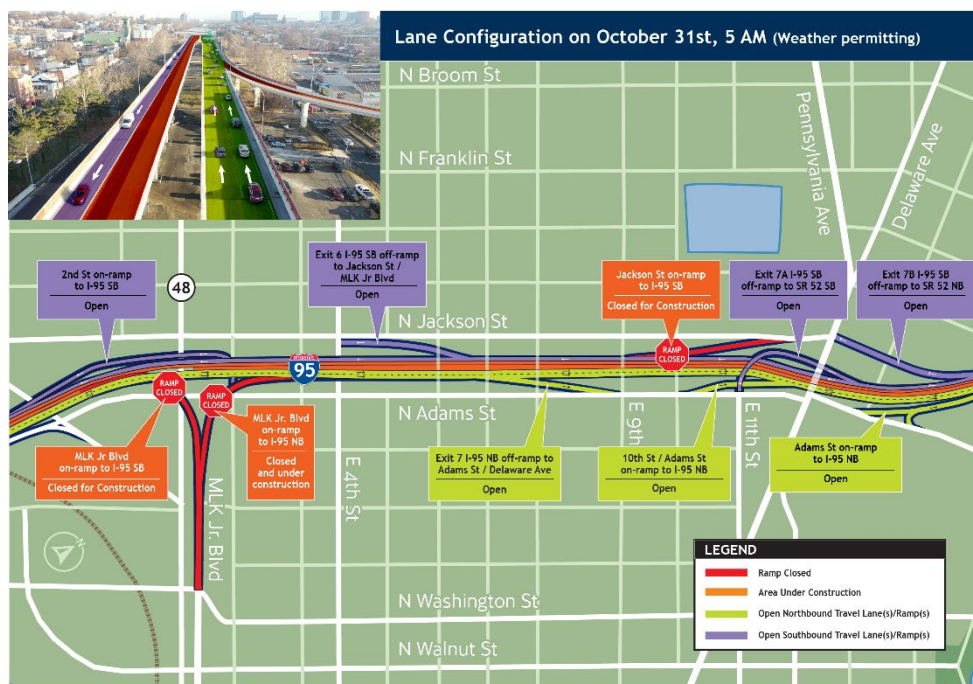 Lane Configuration on October 31st, 5 AM (Weather permitting)
N Broom St
N Franklin St
Pennsylvania Ave
Delaware Ave
2nd St on-ramp
to I-95 SB
Open
48
Exit 6 I-95 SB off-ramp
to Jackson St /
MLK Jr Blvd
Open
Jackson St on-ramp
to I-95 SB
Closed for Construction
Exit 7A I-95 SB
off-ramp to SR 52 SB
Open
Exit 7B I-95 SB
off-ramp to SR 52 NB
Open
N Jackson St
RAMP
CLOSED
INTERSTATE
95
RAMP
CLOSED
RAMP
CLOSED
N Adams St
MLK Jr Blvd
on-ramp to I-95 SB
Closed for Construction
MLK Jr. Blvd
on-ramp
to I-95 NB
Closed
and under
construction
E 4th St
Exit 7 I-95 NB off-ramp to
Adams St / Delaware Ave
Open
E 9th St
10th St / Adams St
on-ramp to I-95 NB
Open
E 11th St
Adams St on-ramp
to I-95 NB
Open
MLK Jr. Blvd
N
N Washington St
N Walnut St
LEGEND
Ramp Closed
Area Under Construction
Open Northbound Travel Lane(s)/Ramp(s)
Open Southbound Travel Lane(s)/Ramp(s)